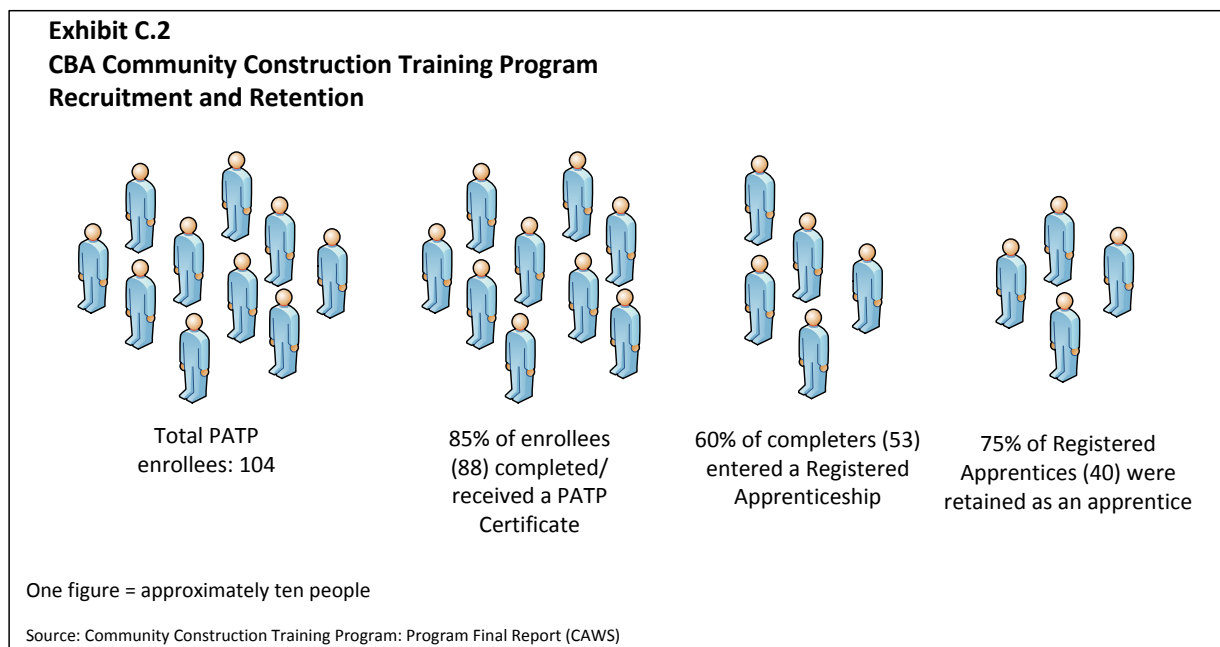 Exhibit C.2
CBA Community Construction Training Program
Recruitment and Retention
Total PATP
enrollees: 104
85% of enrollees
(88) completed/
received a PATP
Certificate
60% of completers (53)
entered a Registered
Apprenticeship
75% of Registered
Apprentices (40) were
retained as an apprentice
One figure = approximately ten people
Source: Community Construction Training Program: Program Final Report (CAWS)